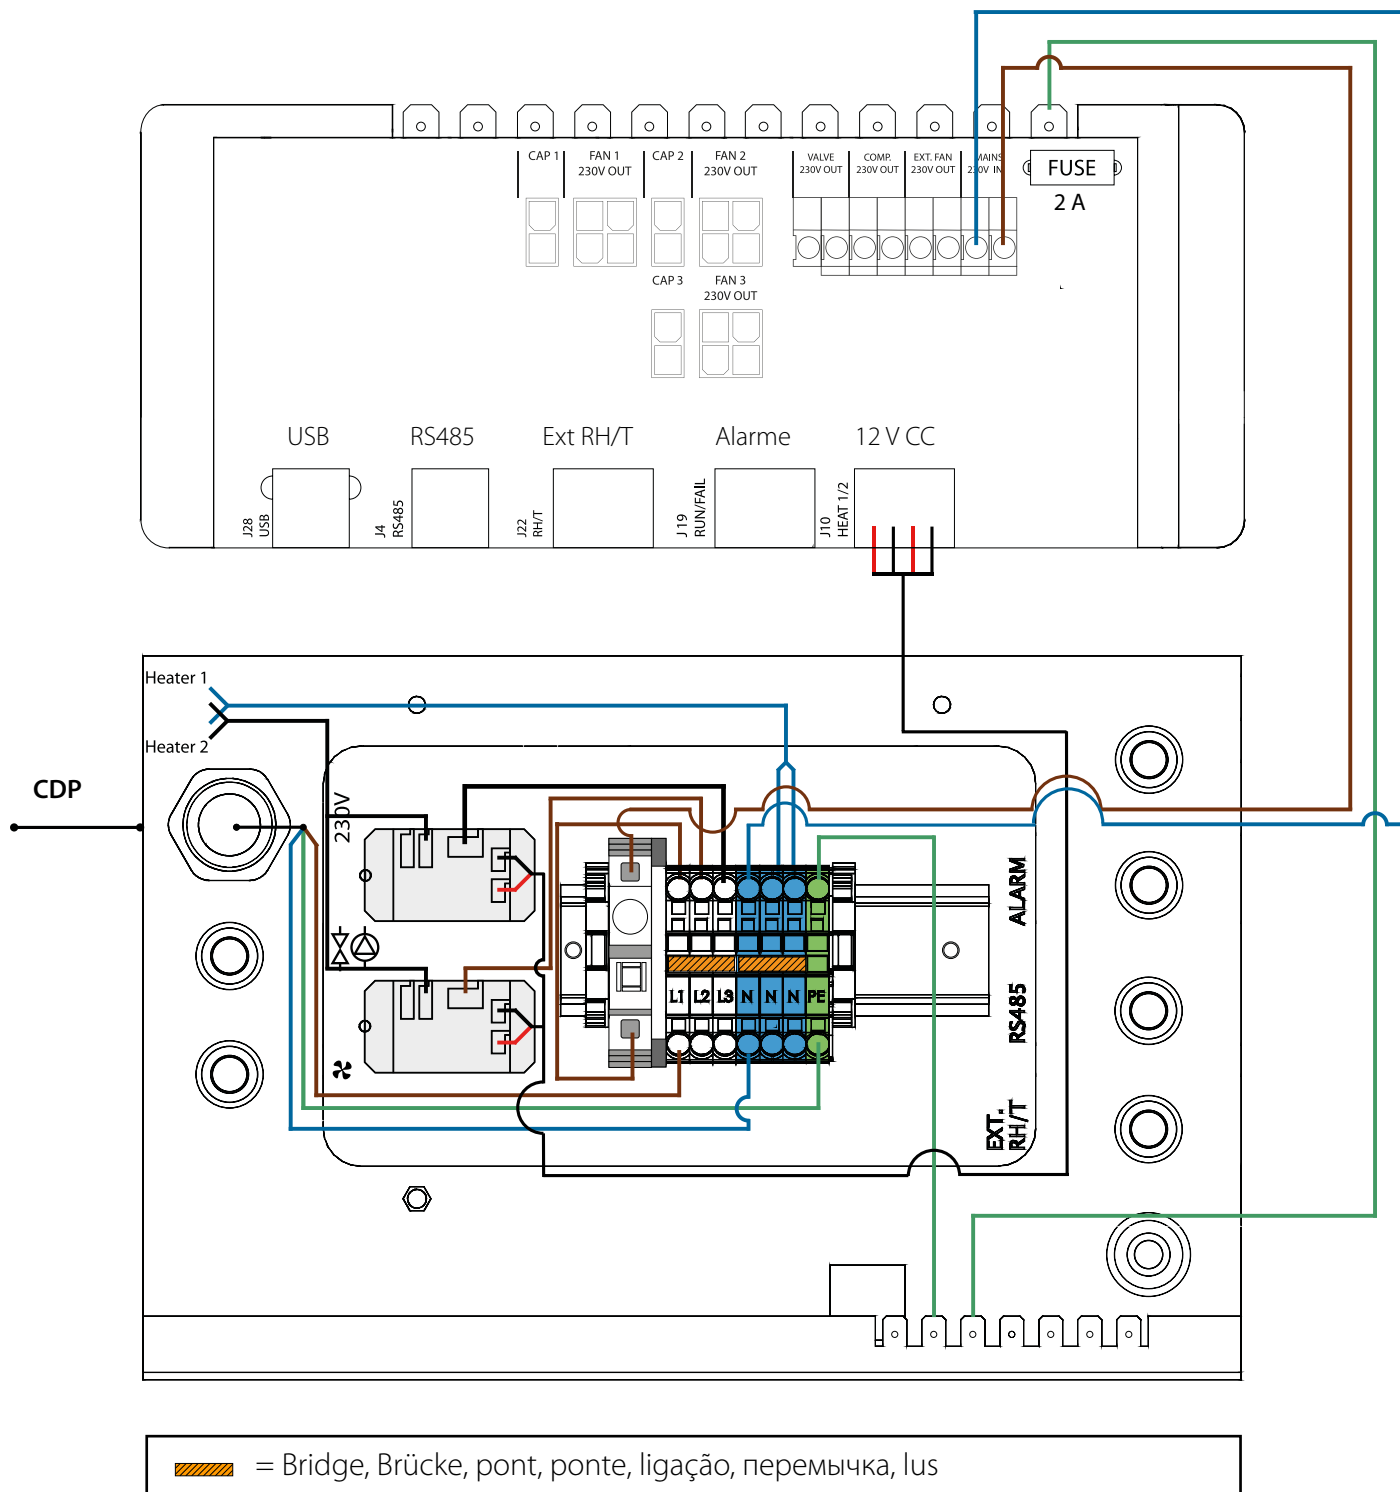 CAP 1
FAN 1
230V OUT
CAP 2
FAN 2
230V OUT
VALVE
230V OUT
COMP.
230V OUT
EXT. FAN
230V OUT
MAINS
230V IN
FUSE
2 A
CAP 3
FAN 3
230V OUT
USB
RS485
Ext RH/T
Alarme
12 V CC
J28
USB
J4
RS485
J22
RH/T
J19
RUN/FAIL
J10
HEAT 1/2
Heater 1
Heater 2
CDP
230V
L1 L2 L3 N N N PE
ALARM
RS485
EXT.
RH/T
= Bridge, Brücke, pont, ponte, ligação, перемычка, lus